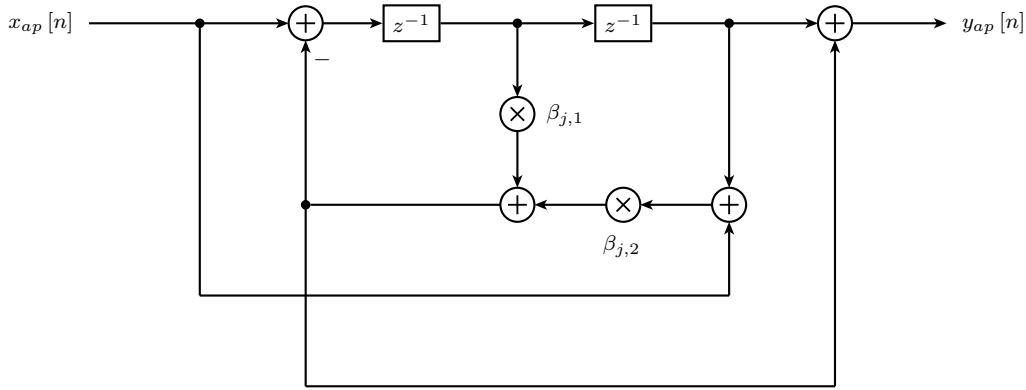 x_{ap} [n] + z^{-1} z^{-1} + y_{ap} [n]
−
× β_{j,1}
+ × +
β_{j,2}